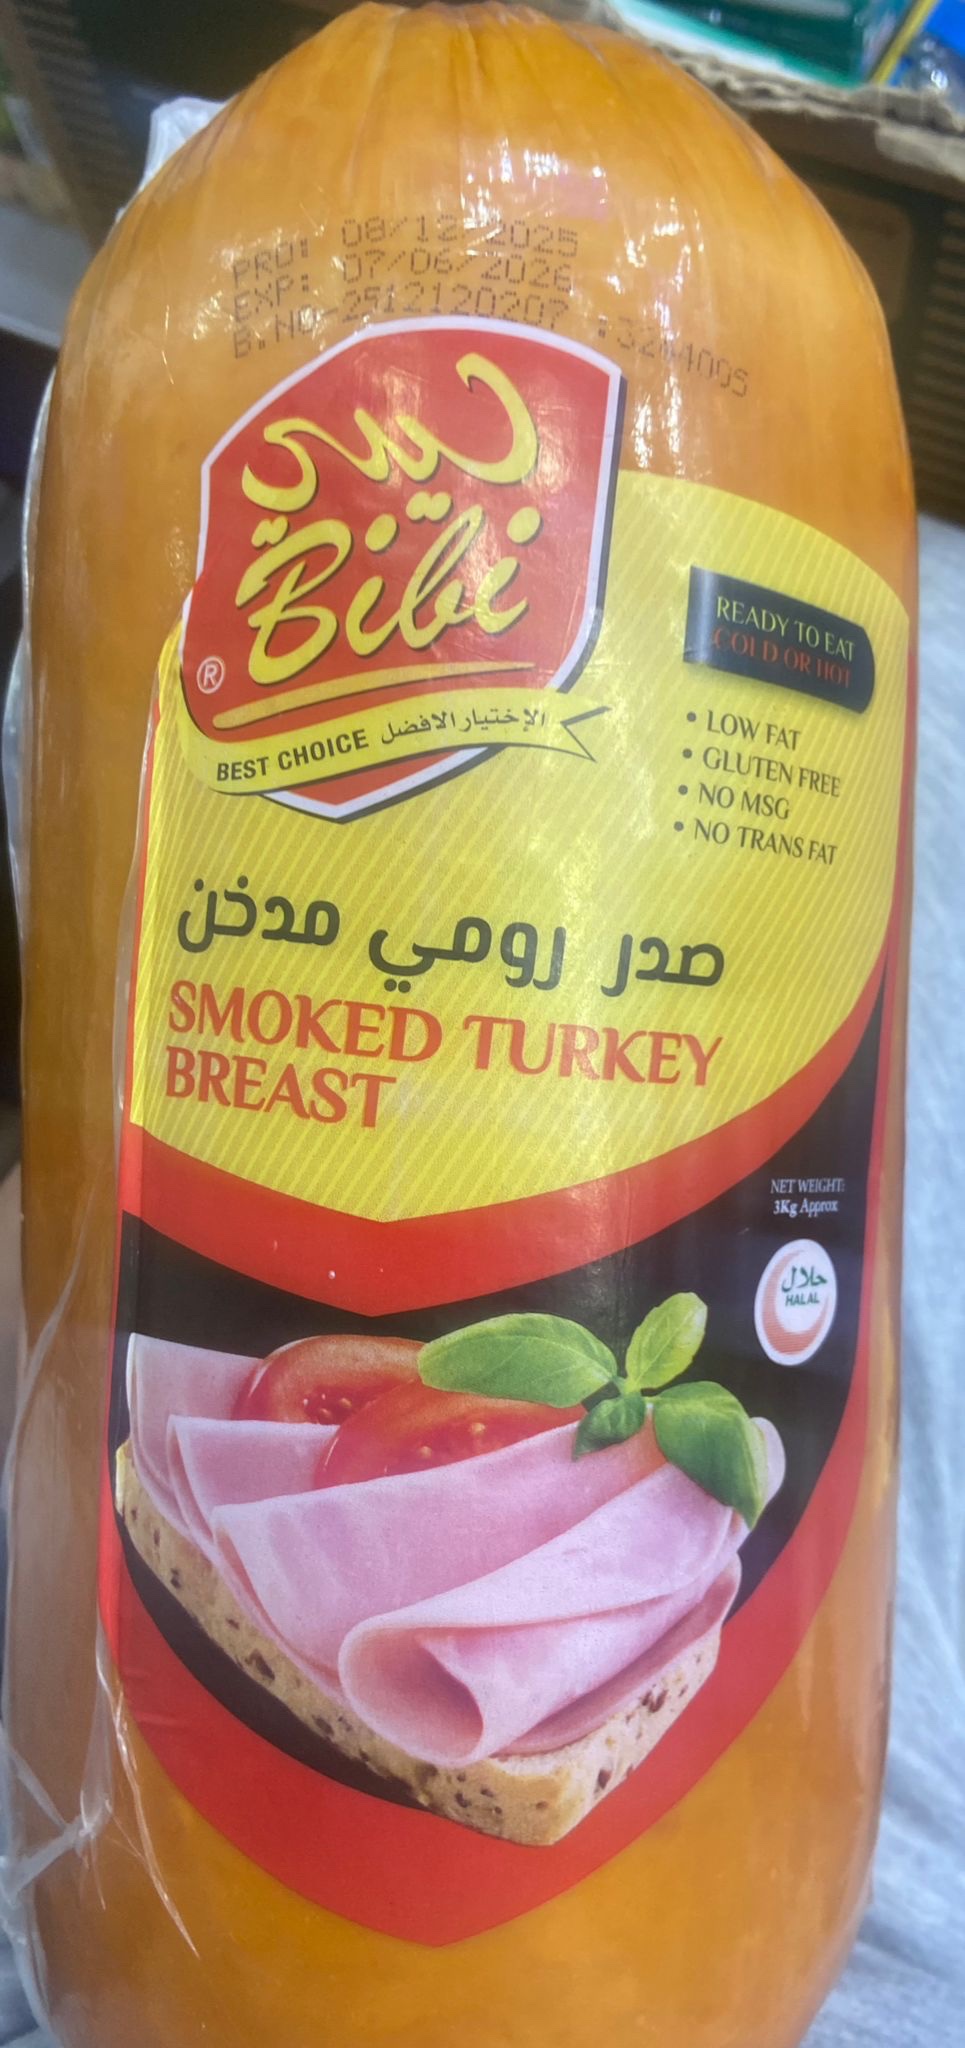 PRO: 08/12/2025
EXP: 07/06/2026
B.NO-2512120207
بيبي
Bibi
®
BEST CHOICE الإختيار الافضل
READY TO EAT
COLD OR HOT
• LOW FAT
• GLUTEN FREE
• NO MSG
• NO TRANS FAT
صدر رومي مدخن
SMOKED TURKEY
BREAST
NET WEIGHT:
3Kg Approx
حلال
HALAL